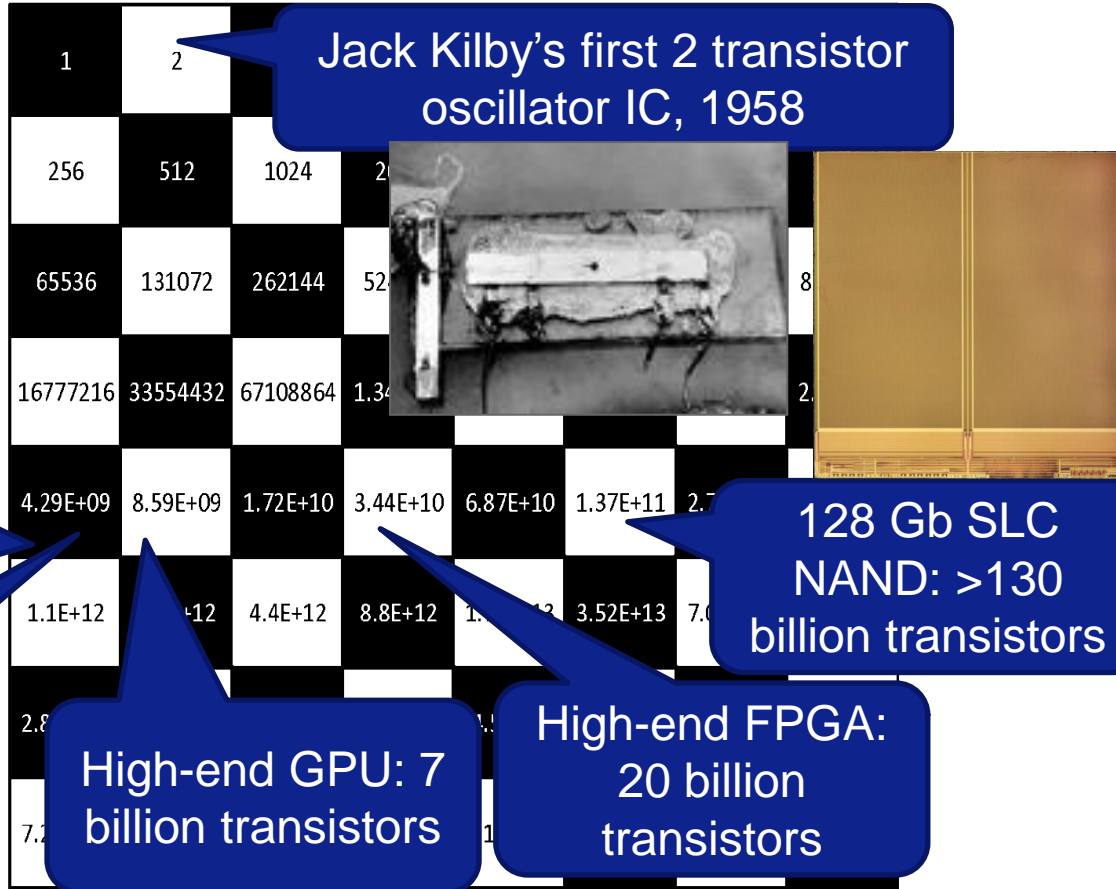 1 2
Jack Kilby's first 2 transistor
oscillator IC, 1958
256 512 1024
65536 131072 262144
16777216 33554432 67108864
4.29E+09 8.59E+09 1.72E+10 3.44E+10 6.87E+10 1.37E+11
128 Gb SLC
NAND: >130
billion transistors
1.1E+12 4.4E+12 8.8E+12 3.52E+13
High-end GPU: 7
billion transistors
High-end FPGA:
20 billion
transistors